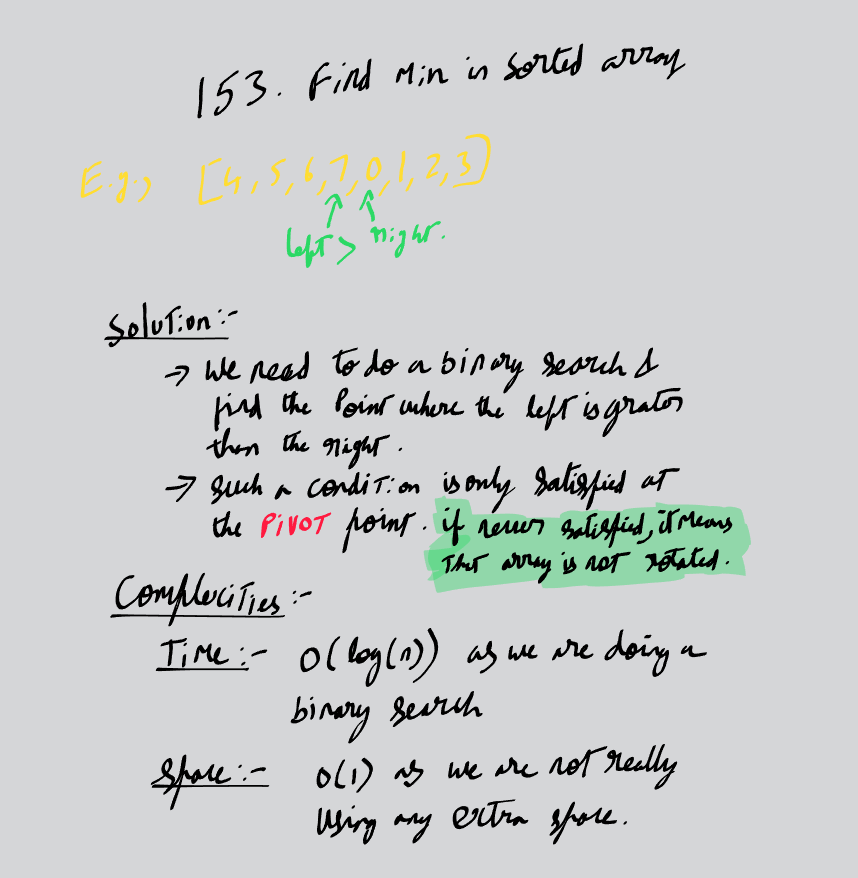 153. Find Min in Sorted array
E.g., [4, 5, 6, 7, 0, 1, 2, 3]
left > right.
Solution:-
→ We need to do a binary search &
find the Point where the left is grater
than the right.
→ such a condition is only satisfied at
the PIVOT point. if never satisfied, it means
that array is not rotated.
Complecities:-
Time:- O(log(n)) as we are doing a
binary search
Space:- O(1) as we are not really
Using any extra space.